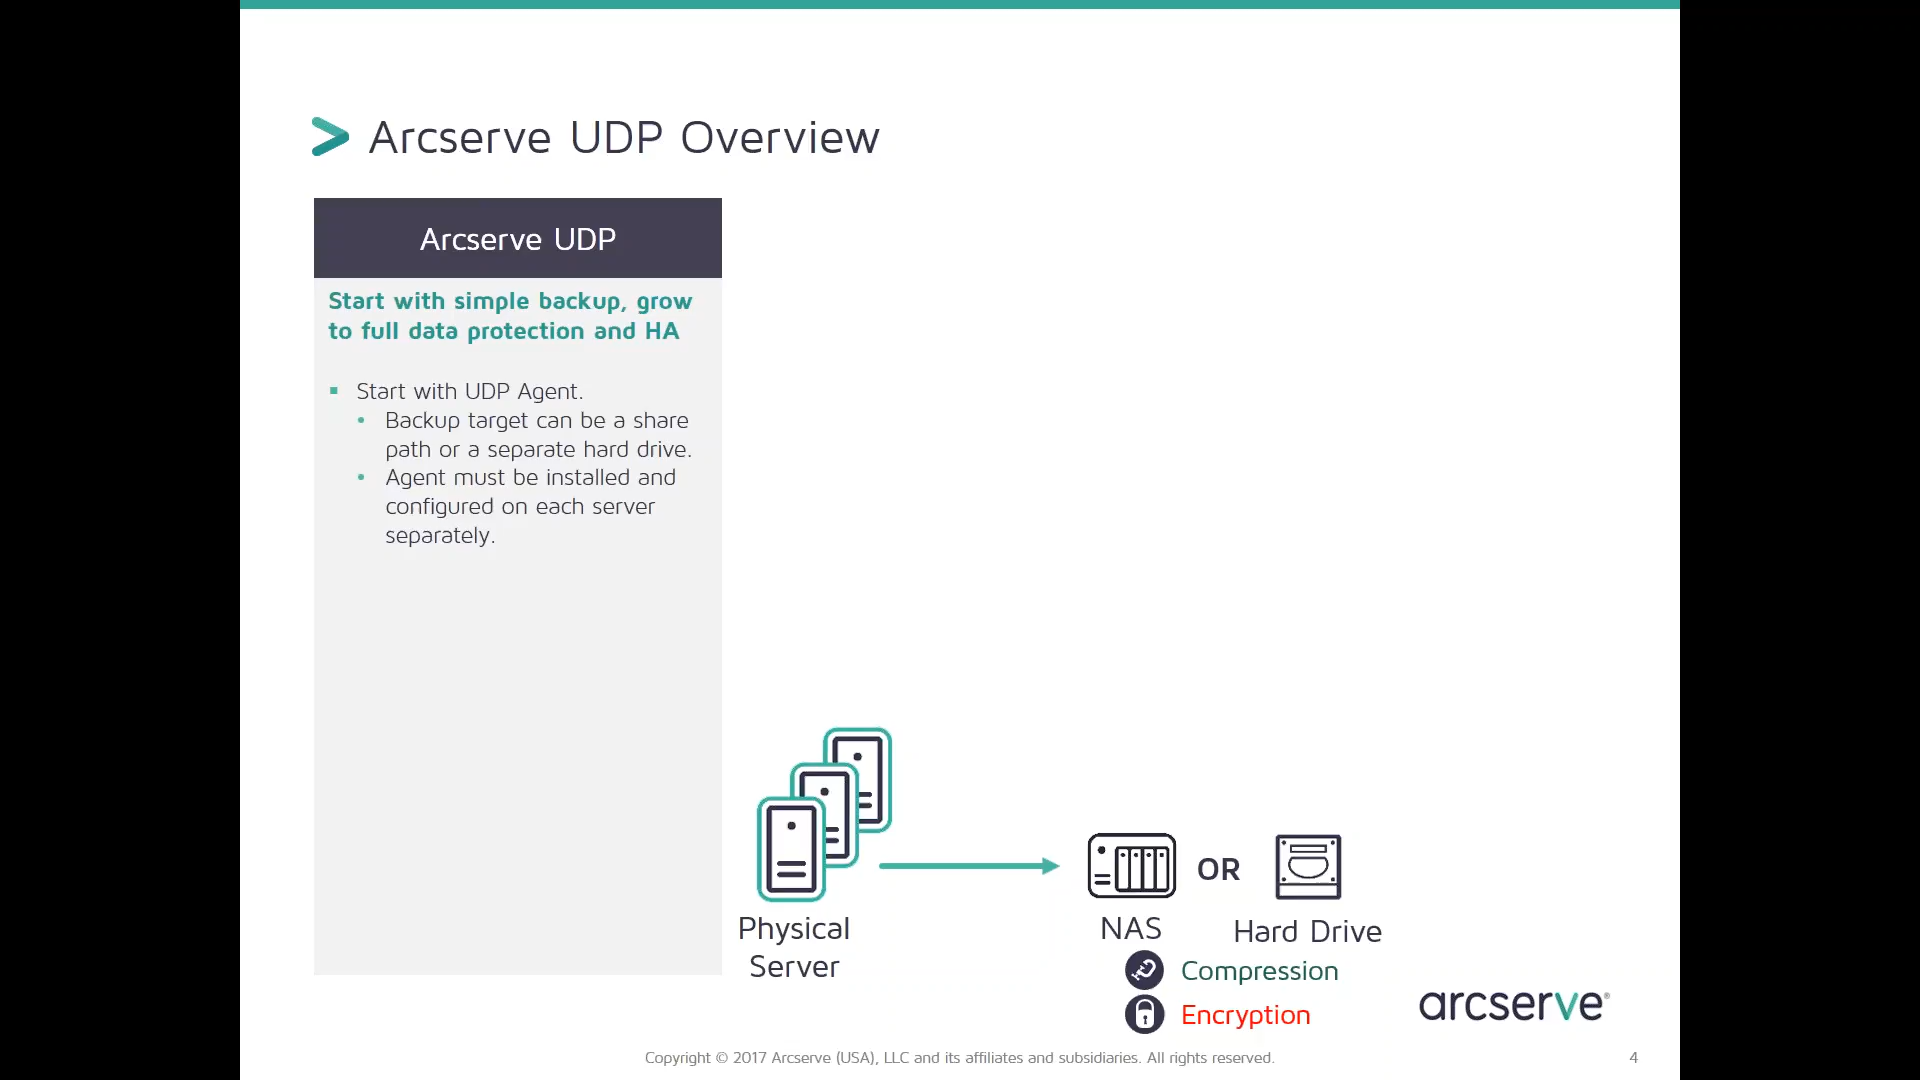 Arcserve UDP Overview
Arcserve UDP
Start with simple backup, grow
to full data protection and HA
Start with UDP Agent.
Backup target can be a share
path or a separate hard drive.
Agent must be installed and
configured on each server
separately.
Physical
Server
NAS
OR
Hard Drive
Compression
Encryption
arcserve®
Copyright © 2017 Arcserve (USA), LLC and its affiliates and subsidiaries. All rights reserved.
4